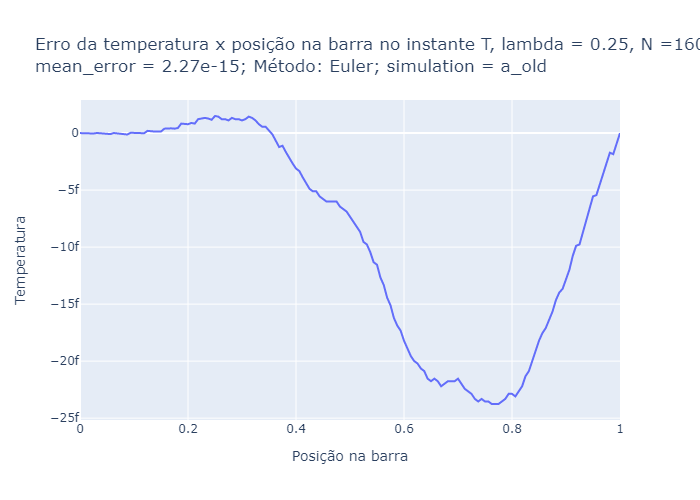 Erro da temperatura x posição na barra no instante T, lambda = 0.25, N =160
mean_error = 2.27e-15; Método: Euler; simulation = a_old
Temperatura
0
−5f
−10f
−15f
−20f
−25f
0
0.2
0.4
0.6
0.8
1
Posição na barra